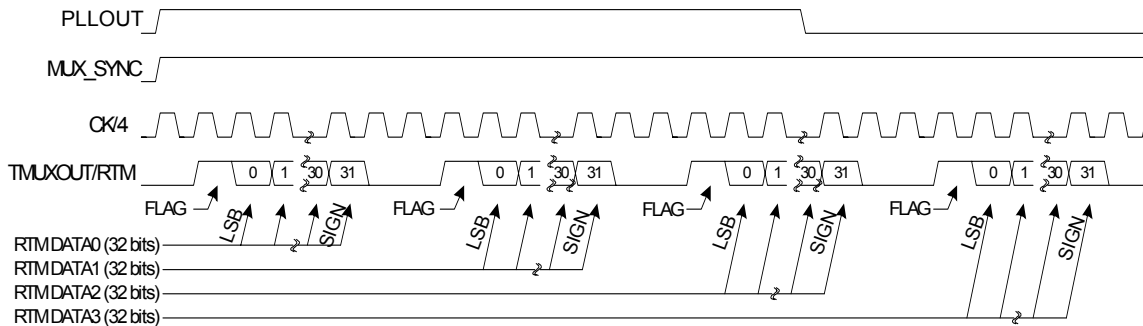 PLLOUT
MUX_SYNC
CK/4
TMUXOUT/RTM 0 1 30 31 0 1 30 31 0 1 30 31 0 1 30 31
FLAG FLAG FLAG FLAG
LSB SIGN LSB SIGN LSB SIGN LSB SIGN
RTMDATA0 (32 bits)
RTMDATA1 (32 bits)
RTMDATA2 (32 bits)
RTMDATA3 (32 bits)